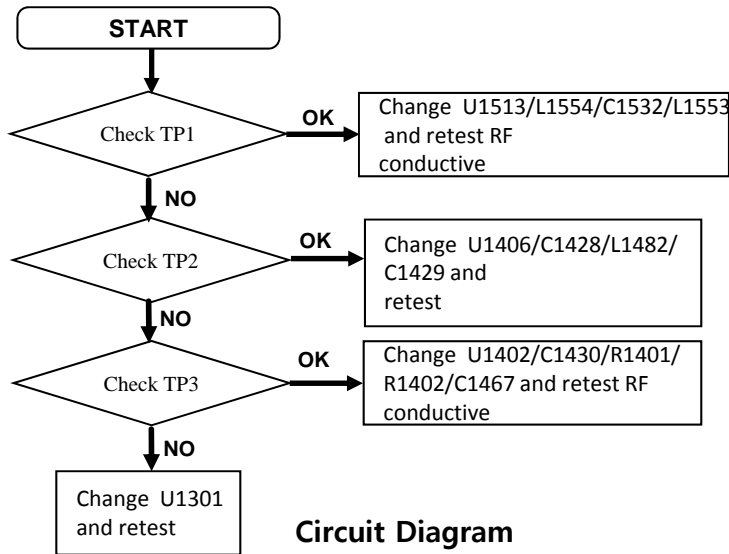 START
Check TP1
OK
Change U1513/L1554/C1532/L1553
and retest RF
conductive
NO
Check TP2
OK
Change U1406/C1428/L1482/
C1429 and
retest
NO
Check TP3
OK
Change U1402/C1430/R1401/
R1402/C1467 and retest RF
conductive
NO
Change U1301
and retest
Circuit Diagram